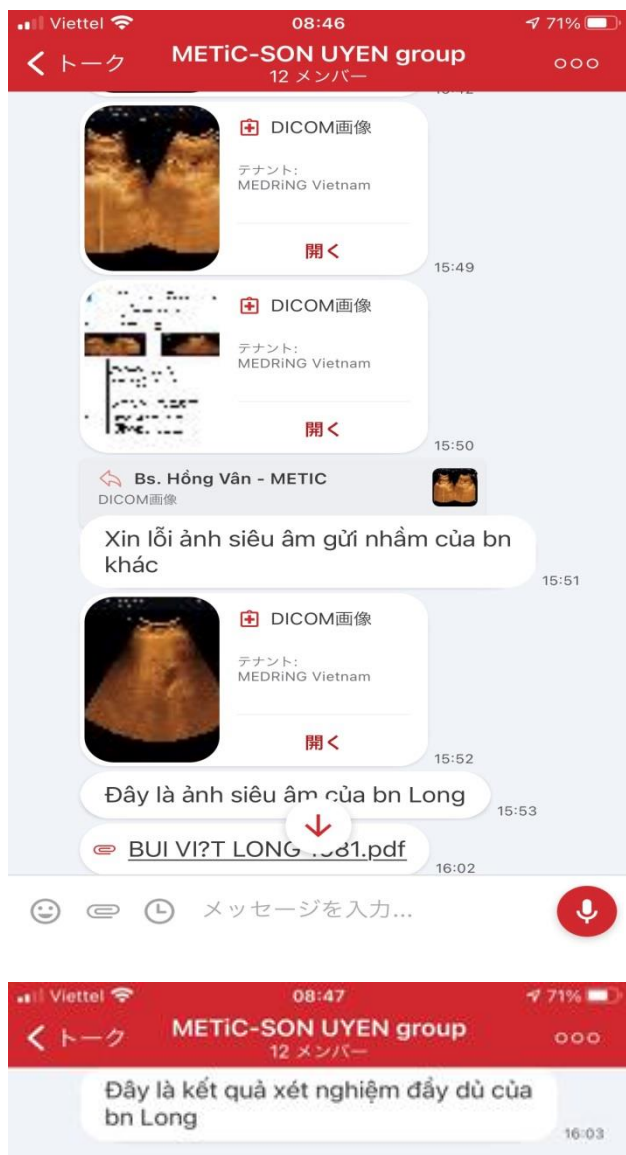 Viettel 08:46 71%
トーク METiC-SON UYEN group
12 メンバー
DICOM画像
テナント:
MEDRiNG Vietnam
開く
15:49
DICOM画像
テナント:
MEDRiNG Vietnam
開く
15:50
Bs. Hồng Vân - METIC
DICOM画像
Xin lỗi ảnh siêu âm gửi nhầm của bn
khác
15:51
DICOM画像
テナント:
MEDRiNG Vietnam
開く
15:52
Đây là ảnh siêu âm của bn Long
15:53
BUI VI?T LONG 1981.pdf
16:02
メッセージを入力...
Viettel 08:47 71%
トーク METiC-SON UYEN group
12 メンバー
Đây là kết quả xét nghiệm đẩy dủ của
bn Long
16:03